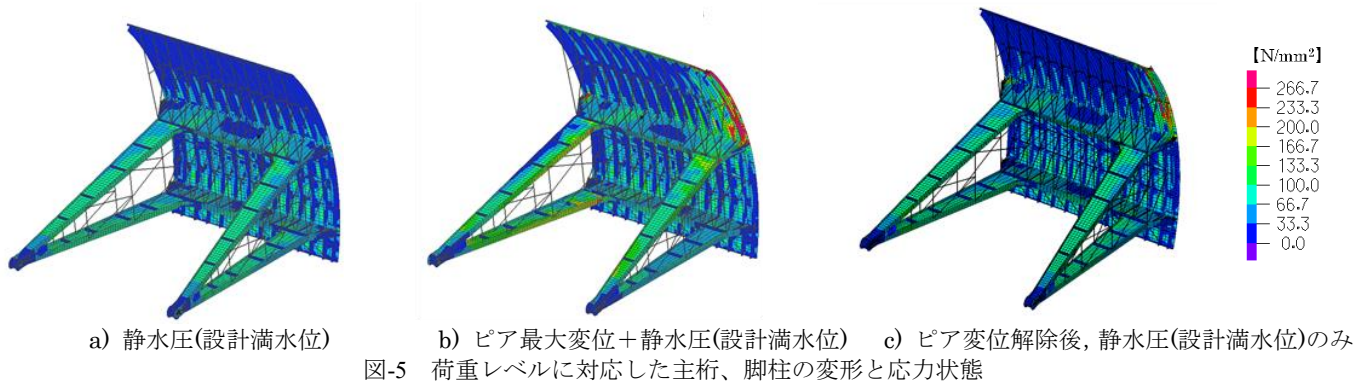 【N/mm²】
266.7
233.3
200.0
166.7
133.3
100.0
66.7
33.3
0.0
a) 静水圧(設計満水位)
b) ピア最大変位＋静水圧(設計満水位)
c) ピア変位解除後, 静水圧(設計満水位)のみ
図-5 荷重レベルに対応した主桁、脚柱の変形と応力状態